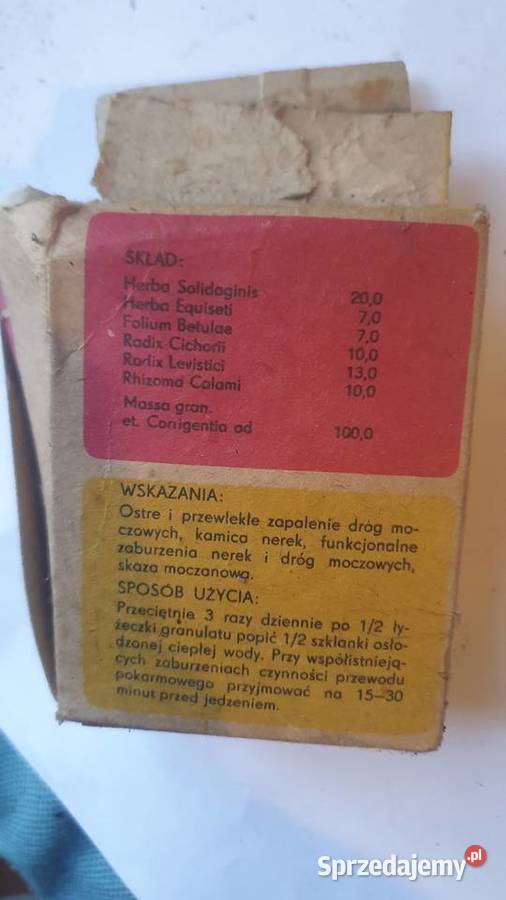 SKŁAD:
Herba Solidaginis 20,0
Herba Equiseti 7,0
Folium Betulae 7,0
Radix Cichorii 10,0
Radix Levistici 13,0
Rhizoma Calami 10,0
Massa gran.
et. Corrigentia ad 100,0
WSKAZANIA:
Ostre i przewlekłe zapalenie dróg mo-
czowych, kamica nerek, funkcjonalne
zaburzenia nerek i dróg moczowych,
skaza moczanową.
SPOSÓB UŻYCIA:
Przeciętnie 3 razy dziennie po 1/2 ły-
żeczki granulatu popić 1/2 szklanki osło-
dzonej ciepłej wody. Przy współistnieją-
cych zaburzeniach czynności przewodu
pokarmowego przyjmować na 15—30
minut przed jedzeniem.
Sprzedajemy.pl